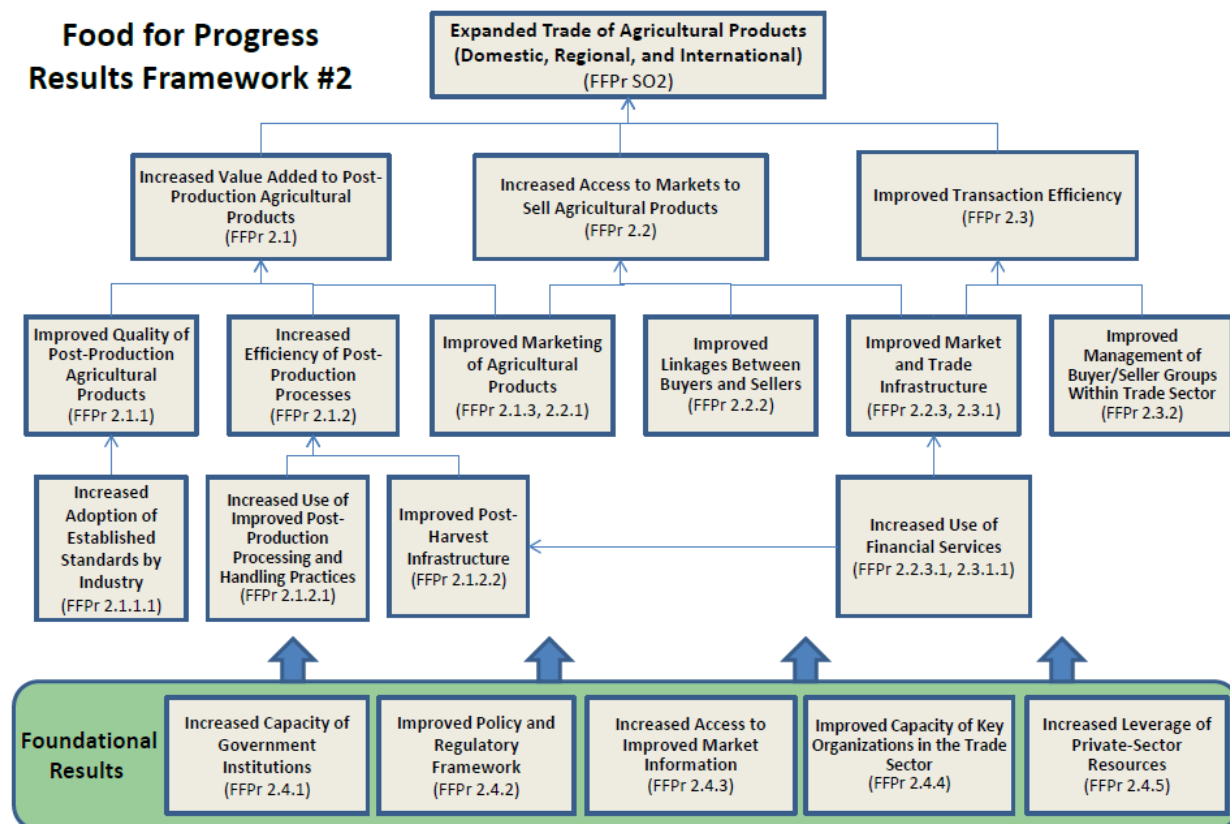 Food for Progress
Results Framework #2
Expanded Trade of Agricultural Products
(Domestic, Regional, and International)
(FFPr SO2)
Increased Value Added to Post-
Production Agricultural
Products
(FFPr 2.1)
Increased Access to Markets to
Sell Agricultural Products
(FFPr 2.2)
Improved Transaction Efficiency
(FFPr 2.3)
Improved Quality of
Post-Production
Agricultural
Products
(FFPr 2.1.1)
Increased
Efficiency of Post-
Production
Processes
(FFPr 2.1.2)
Improved Marketing
of Agricultural
Products
(FFPr 2.1.3, 2.2.1)
Improved
Linkages Between
Buyers and Sellers
(FFPr 2.2.2)
Improved Market
and Trade
Infrastructure
(FFPr 2.2.3, 2.3.1)
Improved
Management of
Buyer/Seller Groups
Within Trade Sector
(FFPr 2.3.2)
Increased
Adoption of
Established
Standards by
Industry
(FFPr 2.1.1.1)
Increased Use of
Improved Post-
Production
Processing and
Handling Practices
(FFPr 2.1.2.1)
Improved Post-
Harvest
Infrastructure
(FFPr 2.1.2.2)
Increased Use of
Financial Services
(FFPr 2.2.3.1, 2.3.1.1)
Foundational
Results
Increased Capacity of
Government
Institutions
(FFPr 2.4.1)
Improved Policy and
Regulatory
Framework
(FFPr 2.4.2)
Increased Access to
Improved Market
Information
(FFPr 2.4.3)
Improved Capacity of Key
Organizations in the Trade
Sector
(FFPr 2.4.4)
Increased Leverage of
Private-Sector
Resources
(FFPr 2.4.5)